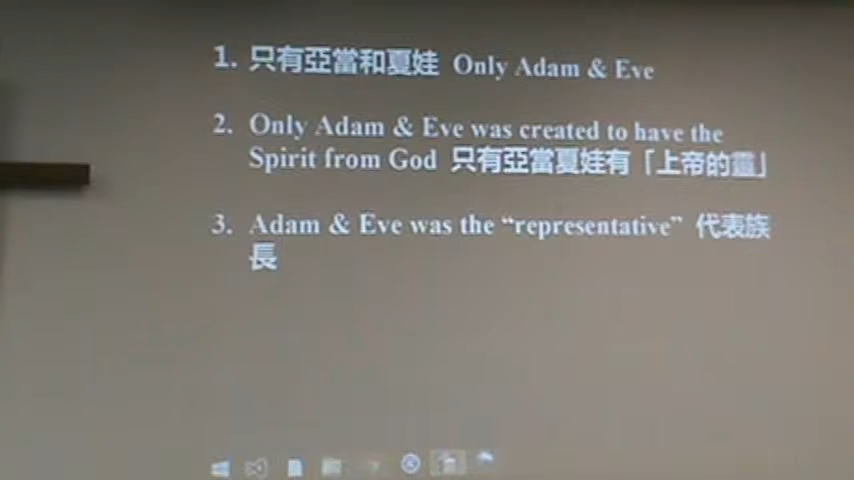 1. 只有亞當和夏娃 Only Adam & Eve
2. Only Adam & Eve was created to have the
Spirit from God 只有亞當夏娃有「上帝的靈」
3. Adam & Eve was the “representative” 代表族
長